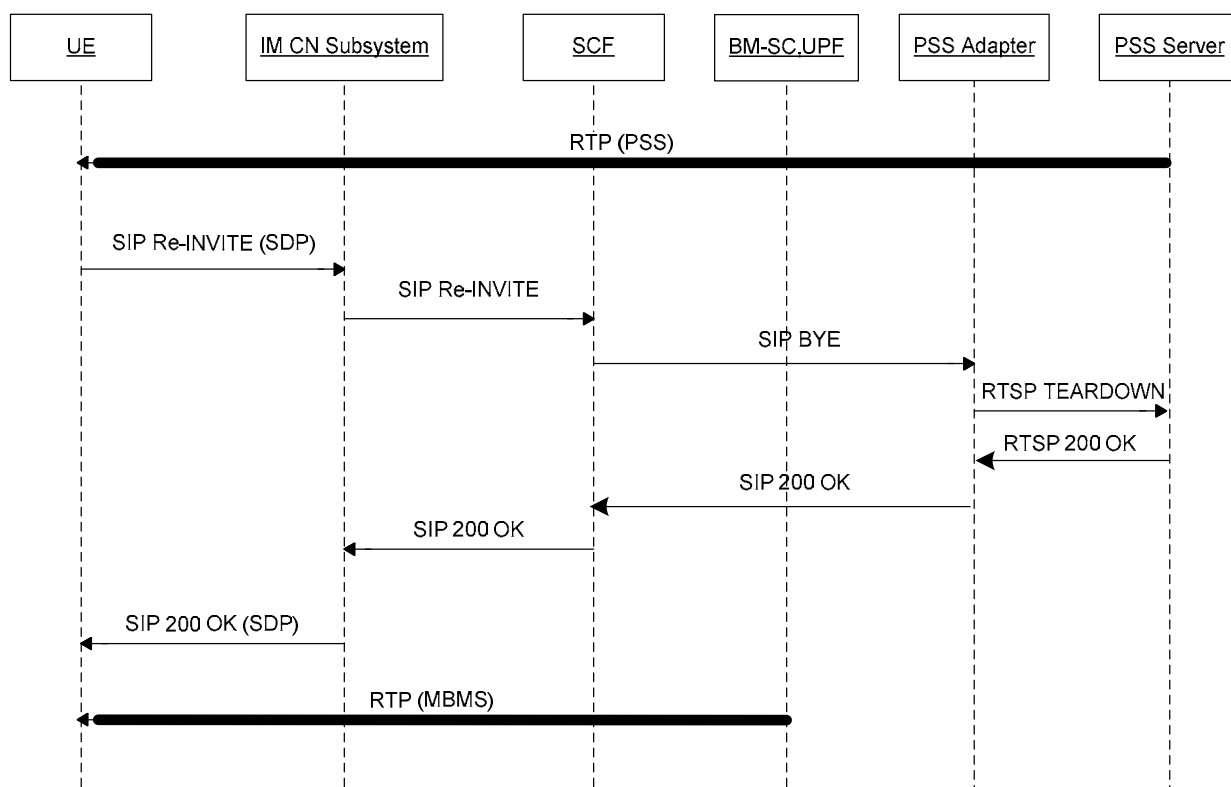 UE
IM CN Subsystem
SCF
BM-SC,UPF
PSS Adapter
PSS Server
RTP (PSS)
SIP Re-INVITE (SDP)
SIP Re-INVITE
SIP BYE
RTSP TEARDOWN
RTSP 200 OK
SIP 200 OK
SIP 200 OK
SIP 200 OK (SDP)
RTP (MBMS)